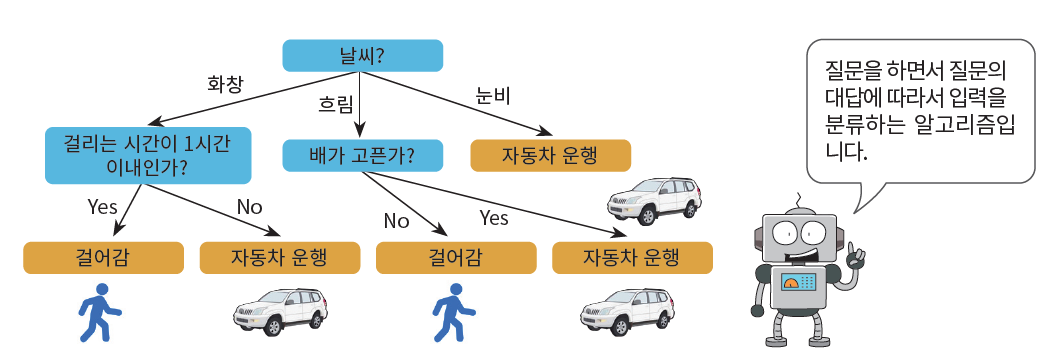 날씨?
화창
흐림
눈비
걸리는 시간이 1시간
이내인가?
배가 고픈가?
자동차 운행
Yes
No
No
Yes
걸어감
자동차 운행
걸어감
자동차 운행
질문을 하면서 질문의
대답에 따라서 입력을
분류하는 알고리즘입
니다.